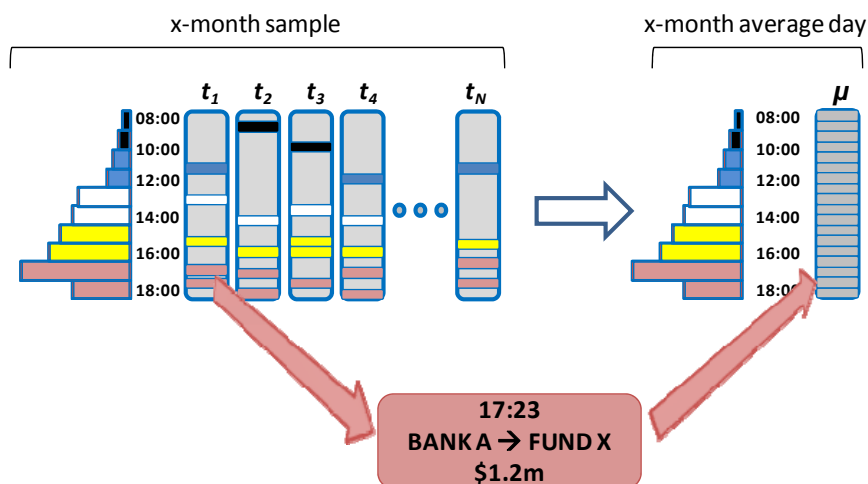 x-month sample
x-month average day
t1
t2
t3
t4
tN
μ
08:00
10:00
12:00
14:00
16:00
18:00
08:00
10:00
12:00
14:00
16:00
18:00
17:23
BANK A → FUND X
$1.2m